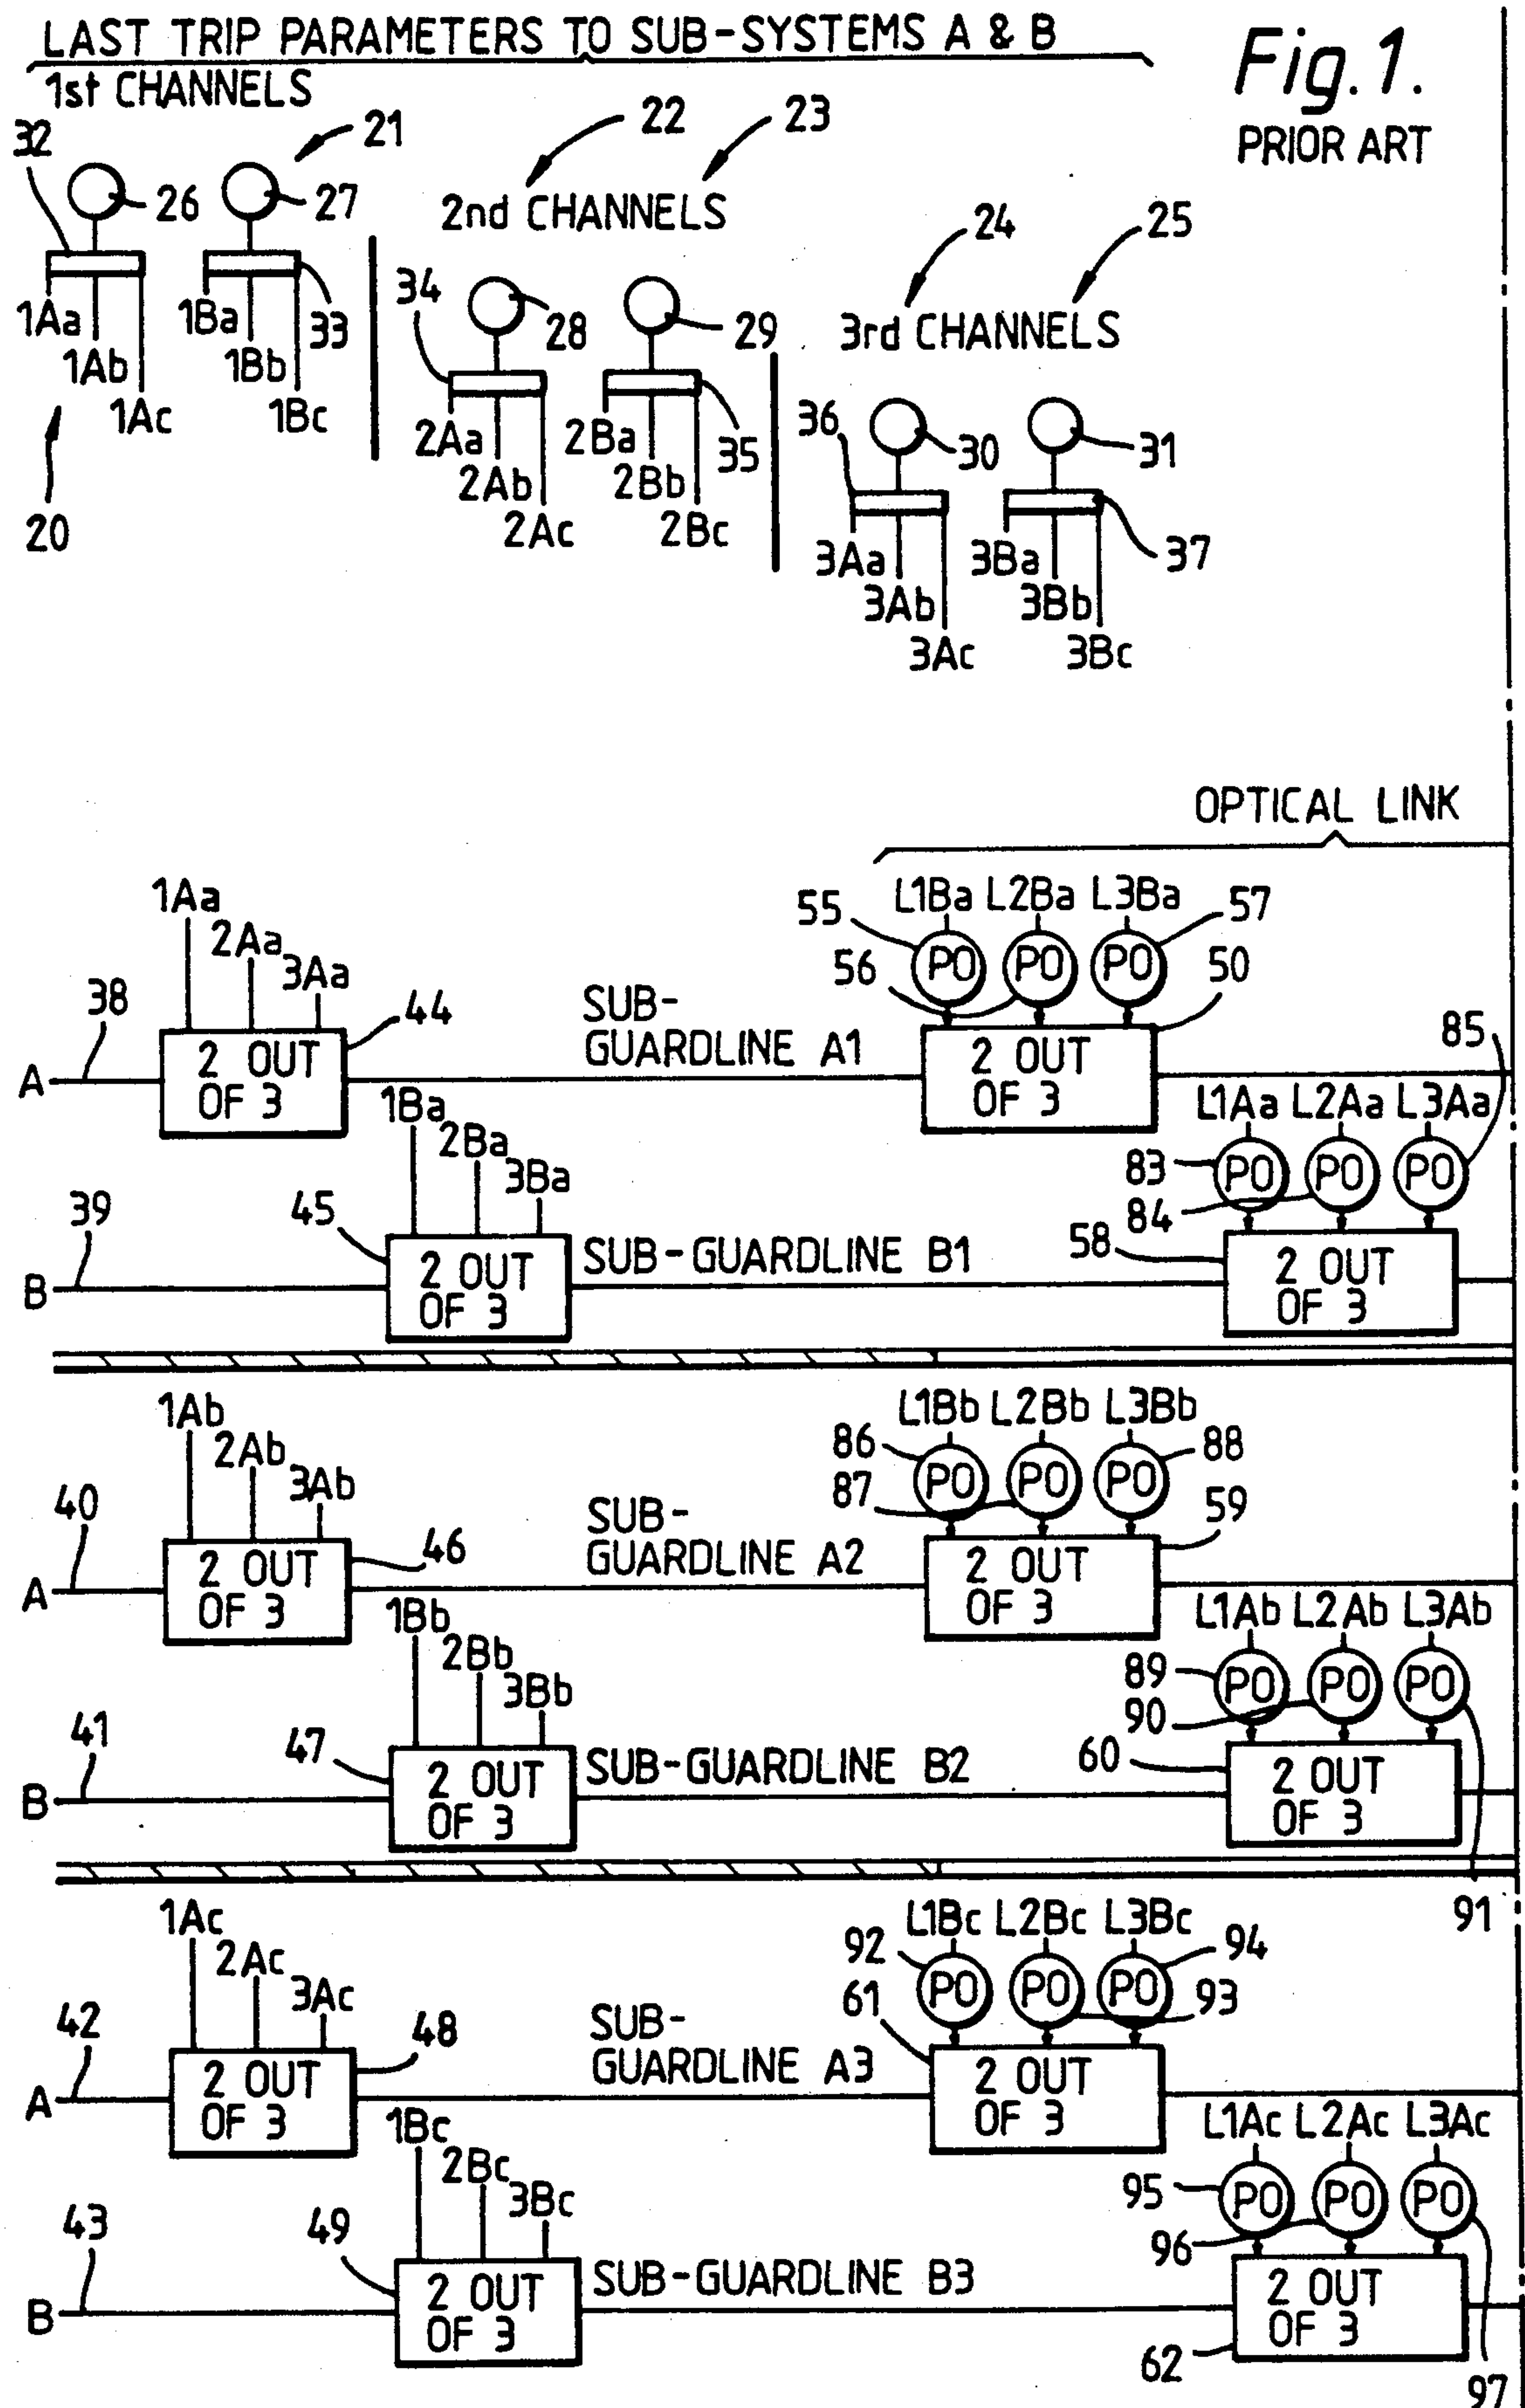 LAST TRIP PARAMETERS TO SUB-SYSTEMS A & B
Fig.1.
PRIOR ART
1st CHANNELS
32
21
22
23
26
27
2nd CHANNELS
24
25
1Aa
1Ba
33
34
28
29
3rd CHANNELS
1Ab
1Bb
1Ac
1Bc
2Aa
2Ba
35
36
30
31
20
2Ab
2Bb
2Ac
2Bc
3Aa
3Ba
37
3Ab
3Bb
3Ac
3Bc
OPTICAL LINK
1Aa
2Aa
3Aa
L1Ba L2Ba L3Ba
55
57
56
PO PO PO
50
38
44
SUB-
GUARDLINE A1
85
A
2 OUT
OF 3
2 OUT
OF 3
1Ba
2Ba
3Ba
L1Aa L2Aa L3Aa
83
PO PO PO
84
39
45
SUB-GUARDLINE B1
58
B
2 OUT
OF 3
2 OUT
OF 3
1Ab
2Ab
3Ab
L1Bb L2Bb L3Bb
86
88
87
PO PO PO
59
40
46
SUB-
GUARDLINE A2
A
2 OUT
OF 3
2 OUT
OF 3
1Bb
2Bb
3Bb
L1Ab L2Ab L3Ab
89
PO PO PO
90
41
47
SUB-GUARDLINE B2
60
B
2 OUT
OF 3
2 OUT
OF 3
91
1Ac
2Ac
3Ac
L1Bc L2Bc L3Bc
92
94
PO PO PO
61
93
42
48
SUB-
GUARDLINE A3
A
2 OUT
OF 3
2 OUT
OF 3
1Bc
2Bc
3Bc
L1Ac L2Ac L3Ac
95
PO PO PO
96
43
49
SUB-GUARDLINE B3
B
2 OUT
OF 3
2 OUT
OF 3
62
97